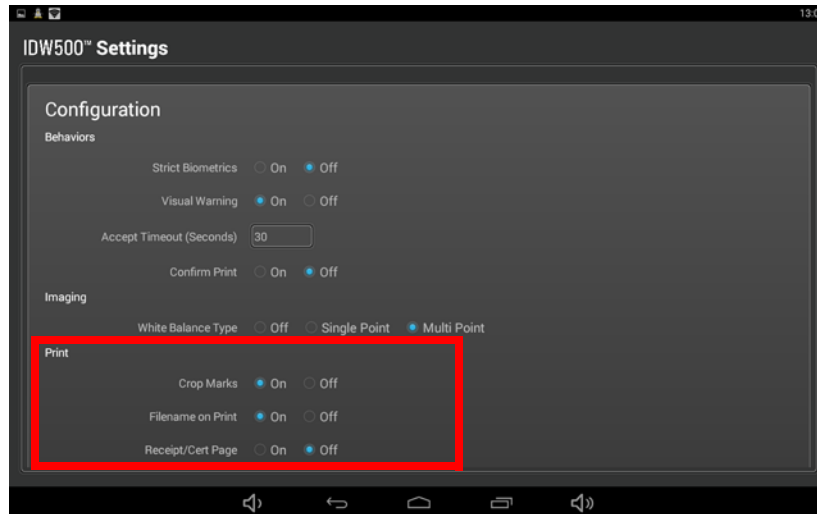 13:0
IDW500™ Settings
Configuration
Behaviors
Strict Biometrics On Off
Visual Warning On Off
Accept Timeout (Seconds) 30
Confirm Print On Off
Imaging
White Balance Type Off Single Point Multi Point
Print
Crop Marks On Off
Filename on Print On Off
Receipt/Cert Page On Off